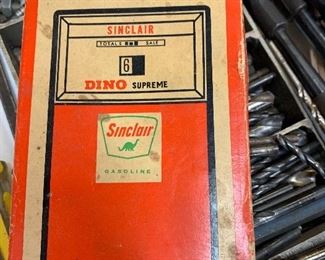 SINCLAIR
TOTALS SALE
6
DINO SUPREME
Sinclair
GASOLINE